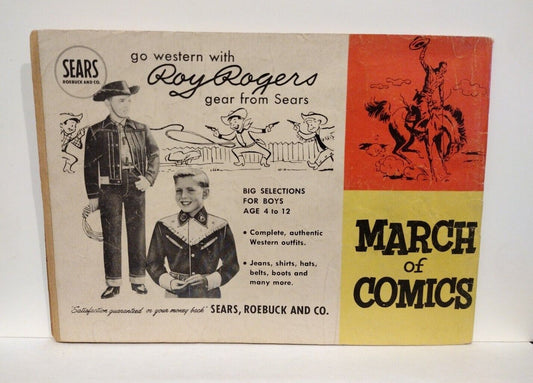 SEARS
ROEBUCK AND CO.
go western with
Roy Rogers
gear from Sears
BIG SELECTIONS
FOR BOYS
AGE 4 to 12
• Complete, authentic
Western outfits.
• Jeans, shirts, hats,
belts, boots and
many more.
"Satisfaction guaranteed or your money back" SEARS, ROEBUCK AND CO.
MARCH
of
COMICS